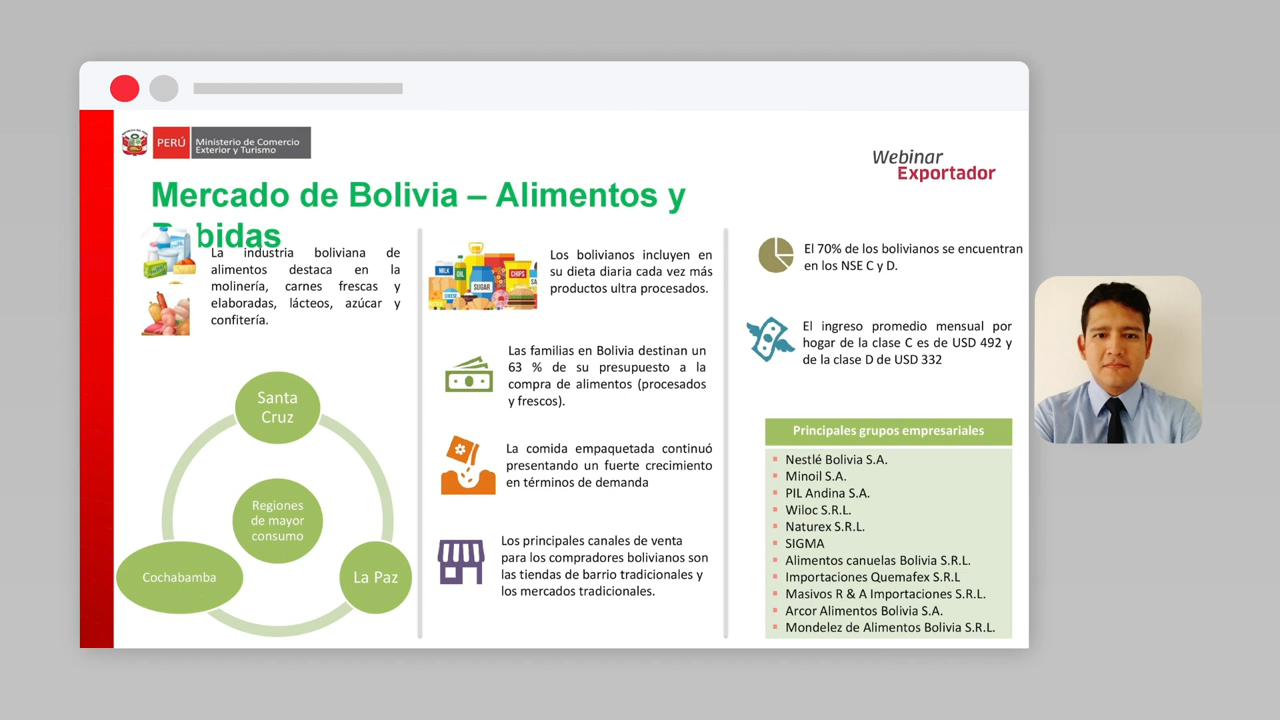 PERÚ
Ministerio de Comercio
Exterior y Turismo
Webinar
Exportador
Mercado de Bolivia – Alimentos y
Bebidas
La industria boliviana de
alimentos destaca en la
molinería, carnes frescas y
elaboradas, lácteos, azúcar y
confitería.
Santa
Cruz
Regiones
de mayor
consumo
Cochabamba
La Paz
MILK
OIL
SUGAR
CHIPS
Los bolivianos incluyen en
su dieta diaria cada vez más
productos ultra procesados.
Las familias en Bolivia destinan un
63 % de su presupuesto a la
compra de alimentos (procesados
y frescos).
La comida empaquetada continuó
presentando un fuerte crecimiento
en términos de demanda
Los principales canales de venta
para los compradores bolivianos son
las tiendas de barrio tradicionales y
los mercados tradicionales.
El 70% de los bolivianos se encuentran
en los NSE C y D.
El ingreso promedio mensual por
hogar de la clase C es de USD 492 y
de la clase D de USD 332
Principales grupos empresariales
Nestlé Bolivia S.A.
Minoil S.A.
PIL Andina S.A.
Wiloc S.R.L.
Naturex S.R.L.
SIGMA
Alimentos canuelas Bolivia S.R.L.
Importaciones Quemafex S.R.L
Masivos R & A Importaciones S.R.L.
Arcor Alimentos Bolivia S.A.
Mondelez de Alimentos Bolivia S.R.L.